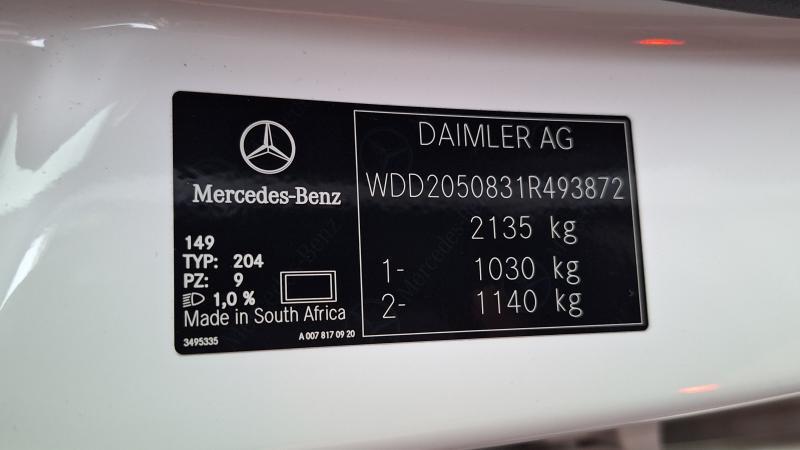 Mercedes-Benz
149
TYP: 204
PZ: 9
1,0 %
Made in South Africa
3495335
A 007 817 09 20
DAIMLER AG
WDD2050831R493872
2135 kg
1- 1030 kg
2- 1140 kg